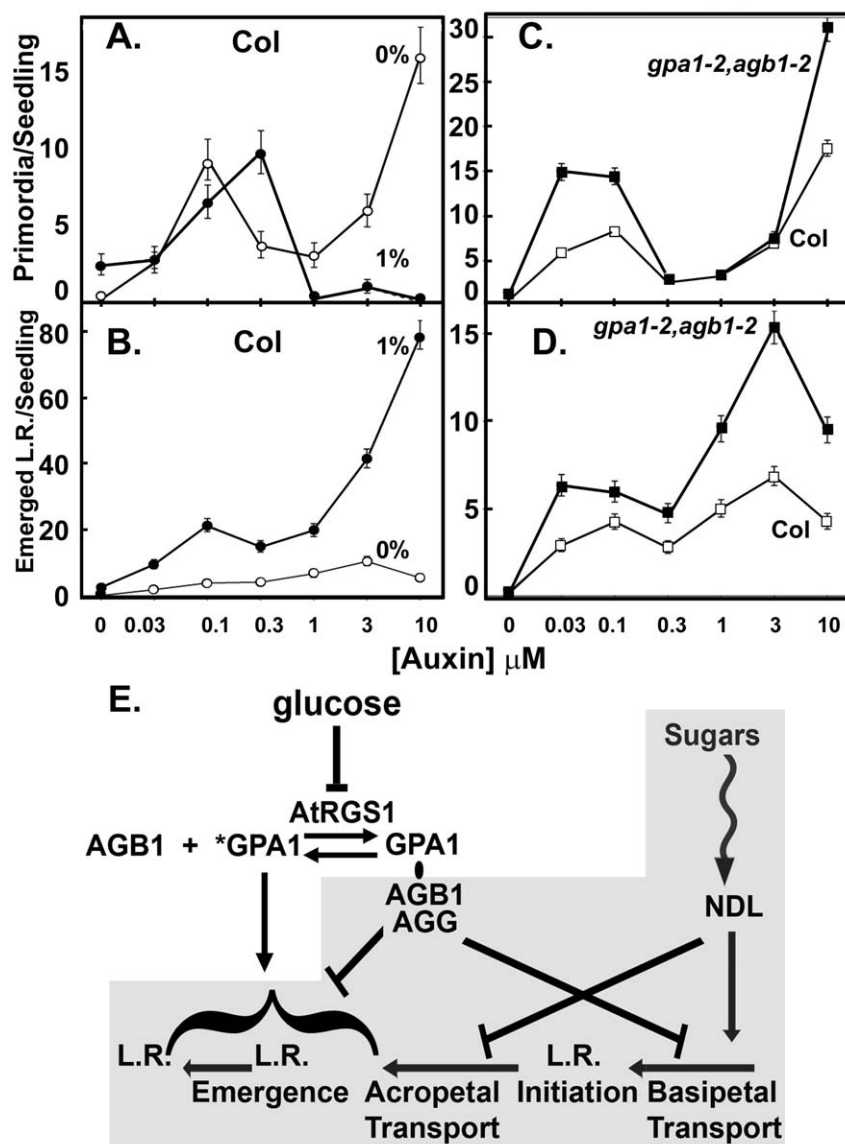 A.
Col
0%
1%
Primordia/Seedling
15
10
5
0
B.
Col
1%
0%
Emerged L.R./Seedling
80
60
40
20
0
0 0.03 0.1 0.3 1 3 10
C.
gpa1-2,agb1-2
Col
30
25
20
15
10
5
0
D.
gpa1-2,agb1-2
Col
15
10
5
0
0 0.03 0.1 0.3 1 3 10
[Auxin] μM
E.
glucose
Sugars
AtRGS1
AGB1 + *GPA1 GPA1
AGB1
AGG
NDL
L.R. L.R. L.R.
Emergence Acropetal Initiation Basipetal
Transport Transport